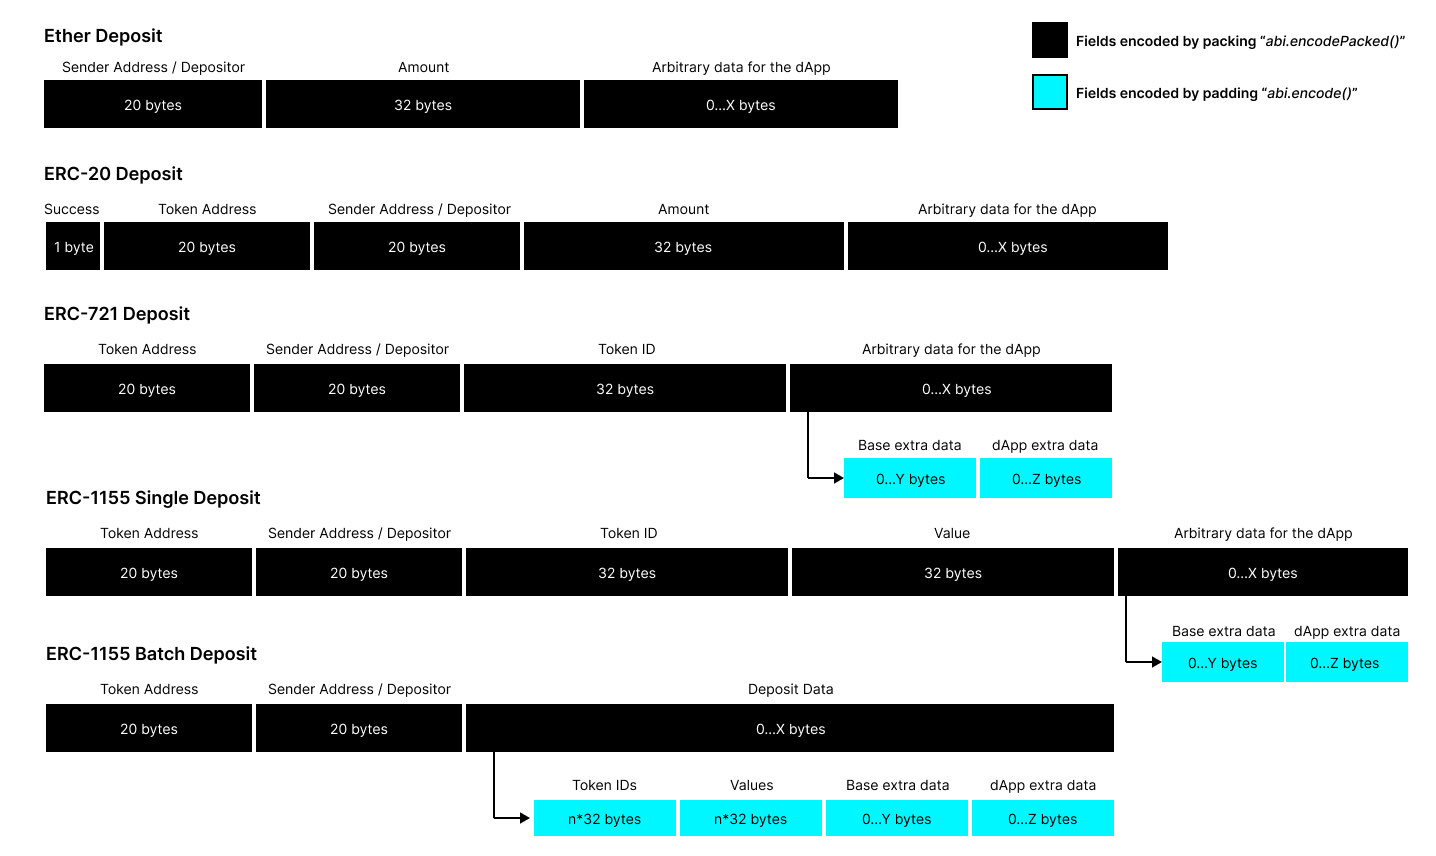 Ether Deposit
Fields encoded by packing “abi.encodePacked()”
Sender Address / Depositor Amount Arbitrary data for the dApp
Fields encoded by padding “abi.encode()”
20 bytes 32 bytes 0...X bytes
ERC-20 Deposit
Success Token Address Sender Address / Depositor Amount Arbitrary data for the dApp
1 byte 20 bytes 20 bytes 32 bytes 0...X bytes
ERC-721 Deposit
Token Address Sender Address / Depositor Token ID Arbitrary data for the dApp
20 bytes 20 bytes 32 bytes 0...X bytes
Base extra data dApp extra data
0...Y bytes 0...Z bytes
ERC-1155 Single Deposit
Token Address Sender Address / Depositor Token ID Value Arbitrary data for the dApp
20 bytes 20 bytes 32 bytes 32 bytes 0...X bytes
Base extra data dApp extra data
0...Y bytes 0...Z bytes
ERC-1155 Batch Deposit
Token Address Sender Address / Depositor Deposit Data
20 bytes 20 bytes 0...X bytes
Token IDs Values Base extra data dApp extra data
n*32 bytes n*32 bytes 0...Y bytes 0...Z bytes